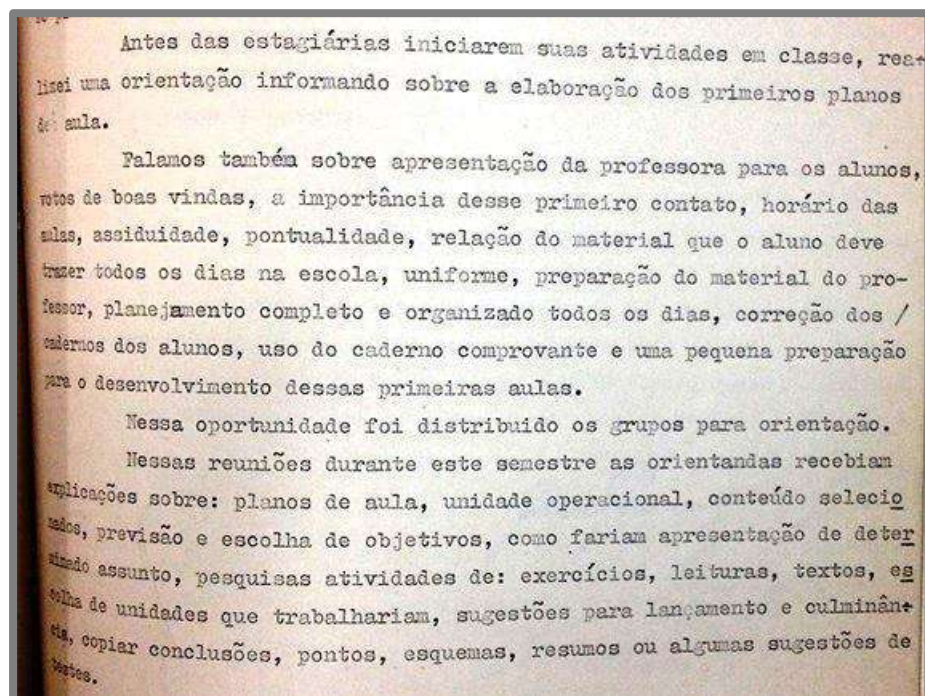 Antes das estagiárias iniciarem suas atividades em classe, rea-
lizei uma orientação informando sobre a elaboração dos primeiros planos
de aula.
Falamos também sobre apresentação da professora para os alunos,
votos de boas vindas, a importância desse primeiro contato, horário das
aulas, assiduidade, pontualidade, relação do material que o aluno deve
trazer todos os dias na escola, uniforme, preparação do material do pro-
fessor, planejamento completo e organizado todos os dias, correção dos /
cadernos dos alunos, uso do caderno comprovante e uma pequena preparação
para o desenvolvimento dessas primeiras aulas.
Nessa oportunidade foi distribuido os grupos para orientação.
Nessas reuniões durante este semestre as orientandas recebiam
explicações sobre: planos de aula, unidade operacional, conteúdo selecio
nados, previsão e escolha de objetivos, como fariam apresentação de deter
minado assunto, pesquisas atividades de: exercícios, leituras, textos, es
colha de unidades que trabalhariam, sugestões para lançamento e culminân-
cia, copiar conclusões, pontos, esquemas, resumos ou algumas sugestões de
testes.